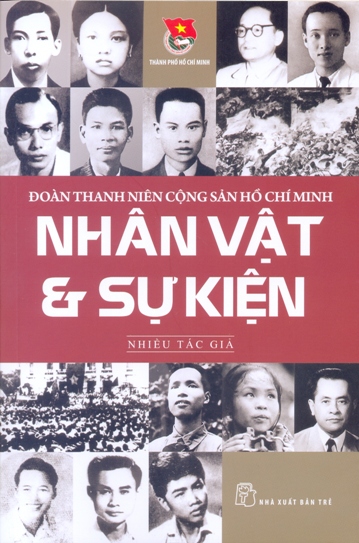 THÀNH PHỐ HỒ CHÍ MINH
ĐOÀN THANH NIÊN CỘNG SẢN HỒ CHÍ MINH
NHÂN VẬT
& SỰ KIỆN
NHIỀU TÁC GIẢ
NHÀ XUẤT BẢN TRẺ